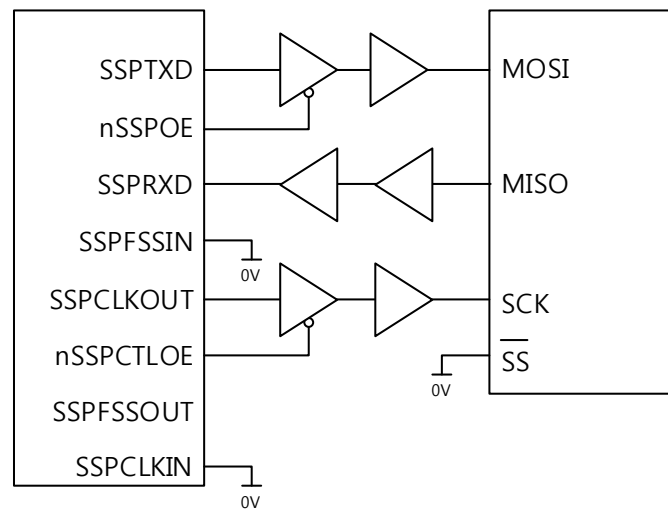 SSPTXD
MOSI
nSSPOE
SSPRXD
MISO
SSPFSSIN
0V
SSPCLKOUT
SCK
nSSPCTLOE
SS
0V
SSPFSSOUT
SSPCLKIN
0V